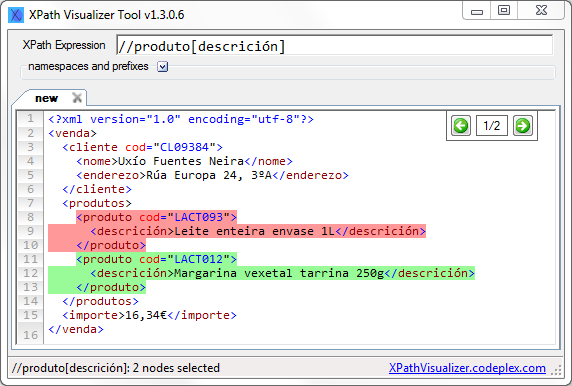 XPath Visualizer Tool v1.3.0.6
XPath Expression //produto[descrición]
namespaces and prefixes
new
1/2
1 <?xml version="1.0" encoding="utf-8"?>
2 <venda>
3 <cliente cod="CL09384">
4 <nome>Uxío Fuentes Neira</nome>
5 <enderezo>Rúa Europa 24, 3ºA</enderezo>
6 </cliente>
7 <produtos>
8 <produto cod="LACT093">
9 <descrición>Leite enteira envase 1L</descrición>
10 </produto>
11 <produto cod="LACT012">
12 <descrición>Margarina vexetal tarrina 250g</descrición>
13 </produto>
14 </produtos>
15 <importe>16,34€</importe>
16 </venda>
//produto[descrición]: 2 nodes selected XPathVisualizer.codeplex.com